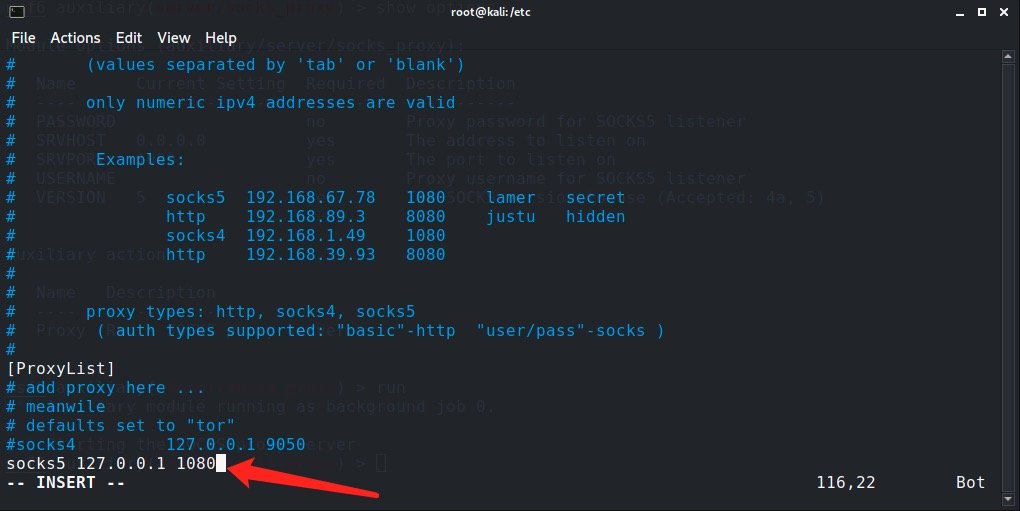 root@kali:/etc
File Actions Edit View Help
# (values separated by 'tab' or 'blank')
#
# only numeric ipv4 addresses are valid
#
#
# Examples:
#
# socks5 192.168.67.78 1080 lamer secret
# http 192.168.89.3 8080 justu hidden
# socks4 192.168.1.49 1080
# http 192.168.39.93 8080
#
#
# proxy types: http, socks4, socks5
# ( auth types supported: "basic"-http "user/pass"-socks )
#
[ProxyList]
# add proxy here ...
# meanwile
# defaults set to "tor"
#socks4 127.0.0.1 9050
socks5 127.0.0.1 1080
-- INSERT -- 116,22 Bot